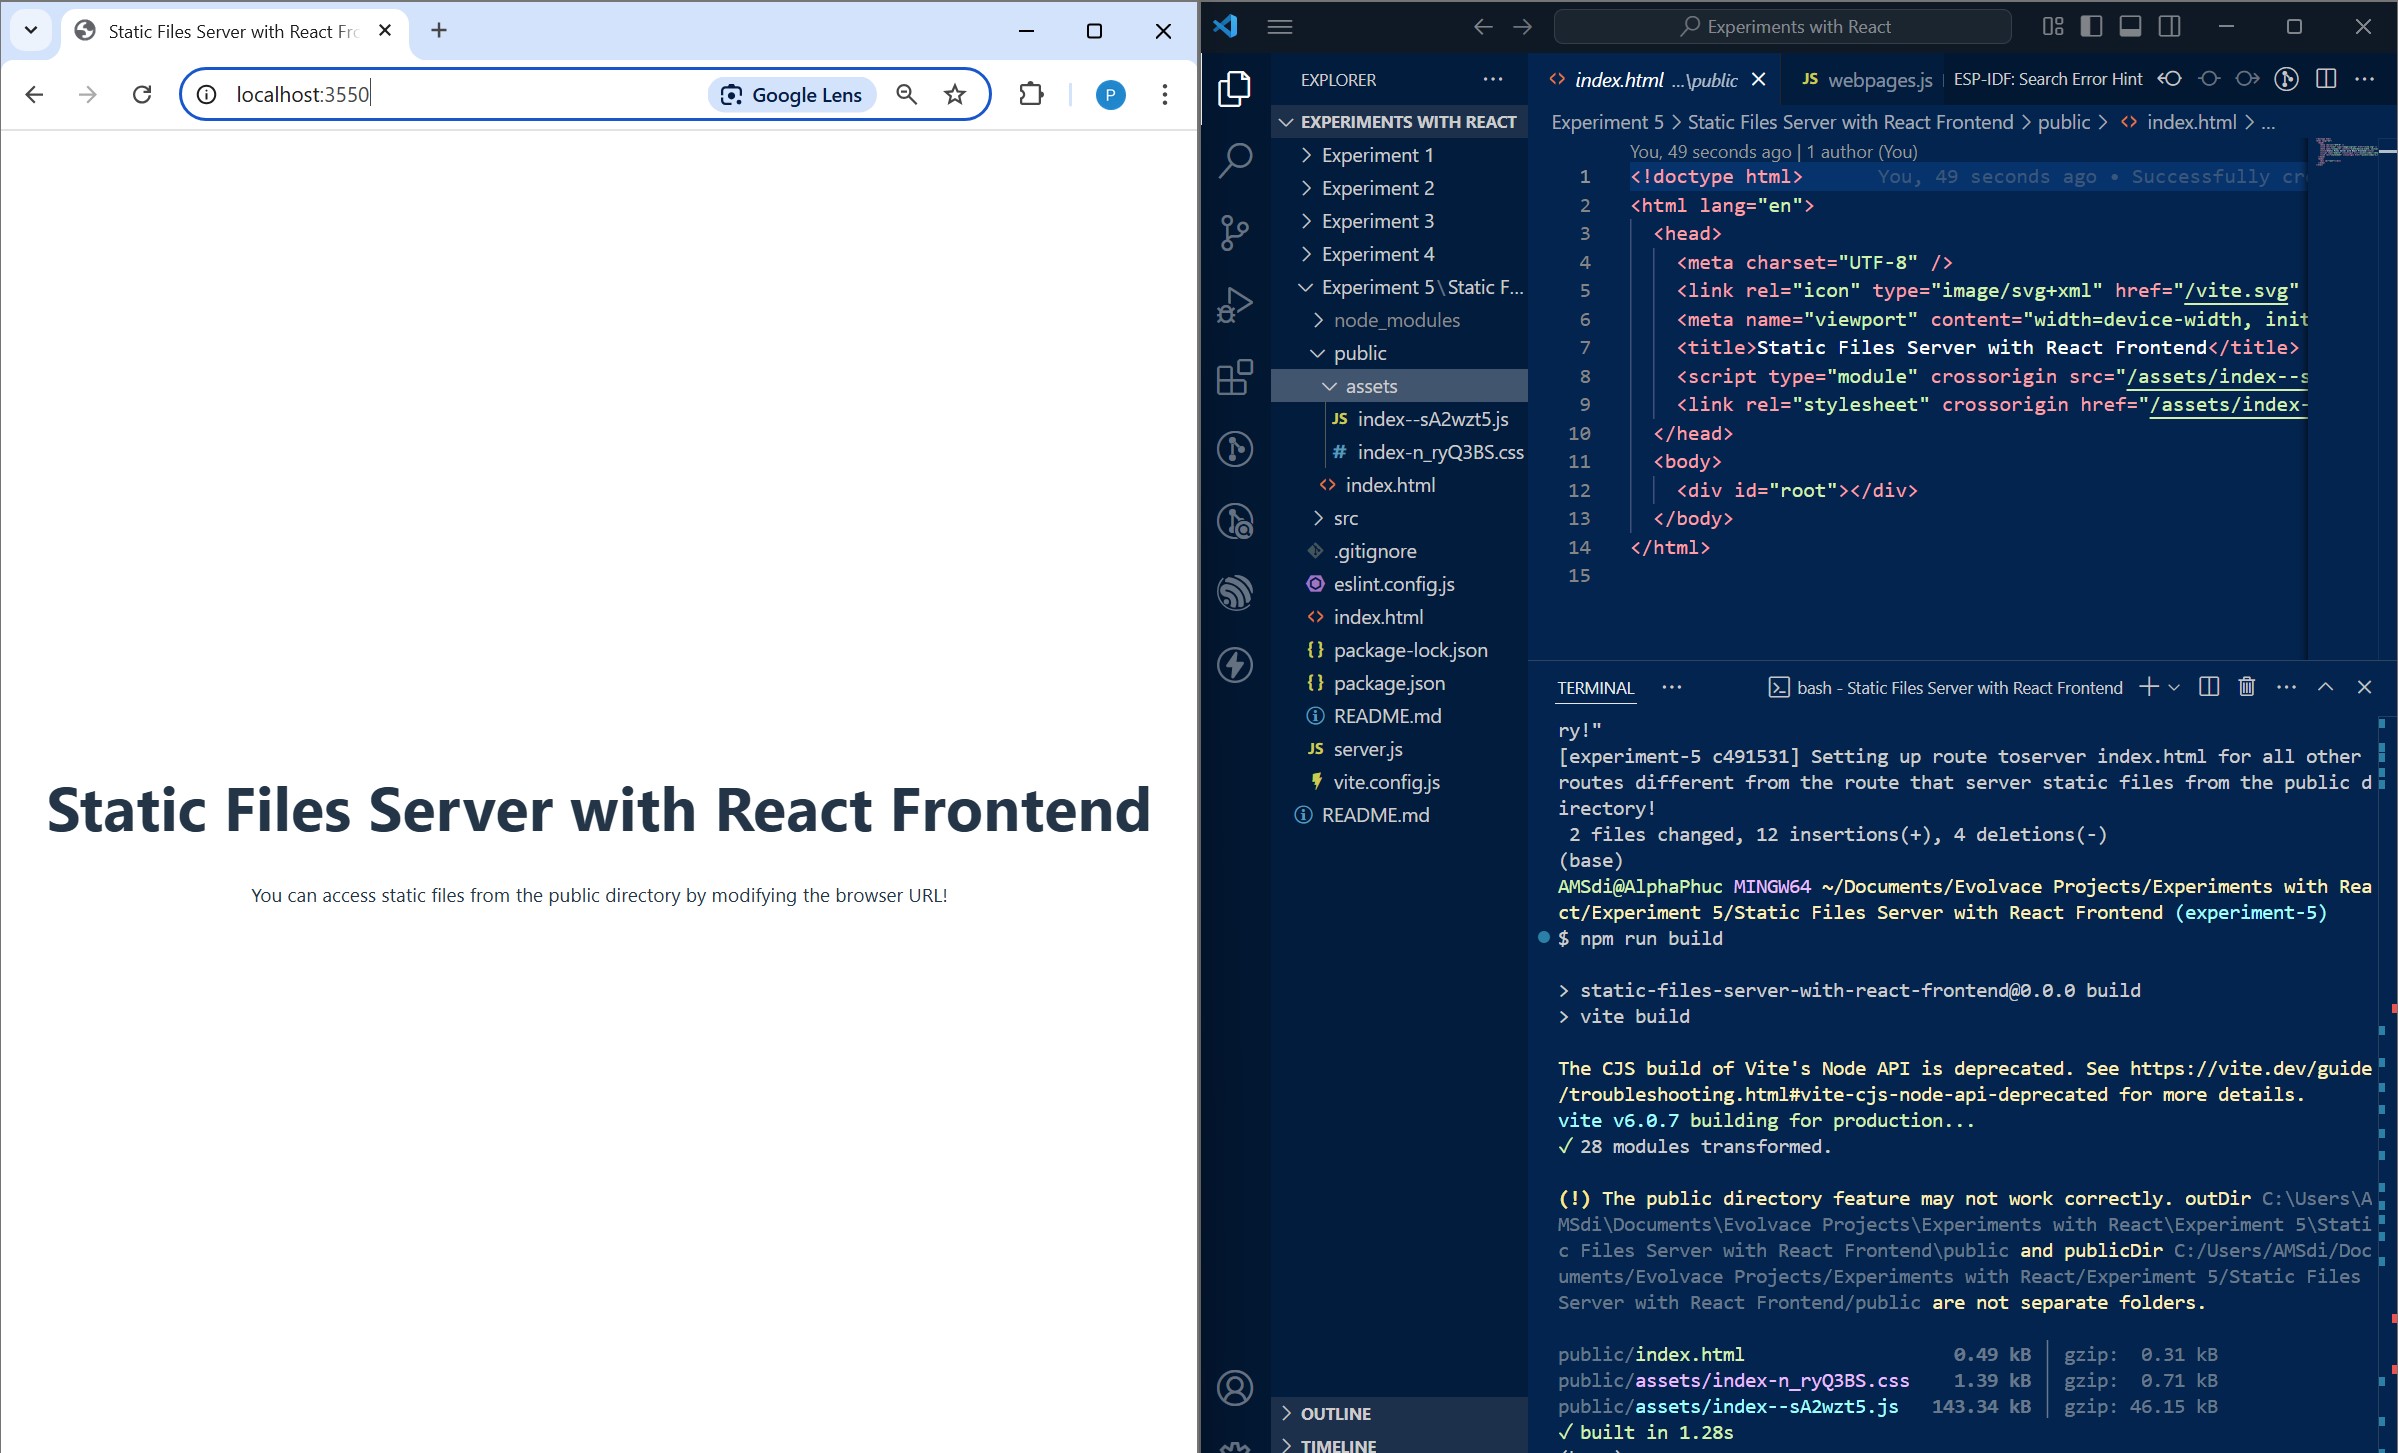 Static Files Server with React Fro
localhost:3550
Google Lens
P
Static Files Server with React Frontend
You can access static files from the public directory by modifying the browser URL!
Experiments with React
EXPLORER
index.html ...\public
JS webpages.js
ESP-IDF: Search Error Hint
EXPERIMENTS WITH REACT
Experiment 1
Experiment 2
Experiment 3
Experiment 4
Experiment 5\Static F...
node_modules
public
assets
JS index--sA2wzt5.js
# index-n_ryQ3BS.css
index.html
src
.gitignore
eslint.config.js
index.html
{} package-lock.json
{} package.json
README.md
JS server.js
vite.config.js
README.md
OUTLINE
TIMELINE
Experiment 5 > Static Files Server with React Frontend > public > <> index.html > ...
You, 49 seconds ago | 1 author (You)
1 <!doctype html> You, 49 seconds ago • Successfully cr
2 <html lang="en">
3 <head>
4 <meta charset="UTF-8" />
5 <link rel="icon" type="image/svg+xml" href="/vite.svg"
6 <meta name="viewport" content="width=device-width, init
7 <title>Static Files Server with React Frontend</title>
8 <script type="module" crossorigin src="/assets/index--s
9 <link rel="stylesheet" crossorigin href="/assets/index-
10 </head>
11 <body>
12 <div id="root"></div>
13 </body>
14 </html>
15
TERMINAL
bash - Static Files Server with React Frontend
ry!"
[experiment-5 c491531] Setting up route toserver index.html for all other
routes different from the route that server static files from the public d
irectory!
2 files changed, 12 insertions(+), 4 deletions(-)
(base)
AMSdi@AlphaPhuc MINGW64 ~/Documents/Evolvace Projects/Experiments with Rea
ct/Experiment 5/Static Files Server with React Frontend (experiment-5)
$ npm run build
> static-files-server-with-react-frontend@0.0.0 build
> vite build
The CJS build of Vite's Node API is deprecated. See https://vite.dev/guide
/troubleshooting.html#vite-cjs-node-api-deprecated for more details.
vite v6.0.7 building for production...
✓ 28 modules transformed.
(!) The public directory feature may not work correctly. outDir C:\Users\A
MSdi\Documents\Evolvace Projects\Experiments with React\Experiment 5\Stati
c Files Server with React Frontend\public and publicDir C:/Users/AMSdi/Doc
uments/Evolvace Projects/Experiments with React/Experiment 5/Static Files
Server with React Frontend/public are not separate folders.
public/index.html 0.49 kB │ gzip: 0.31 kB
public/assets/index-n_ryQ3BS.css 1.39 kB │ gzip: 0.71 kB
public/assets/index--sA2wzt5.js 143.34 kB │ gzip: 46.15 kB
✓ built in 1.28s